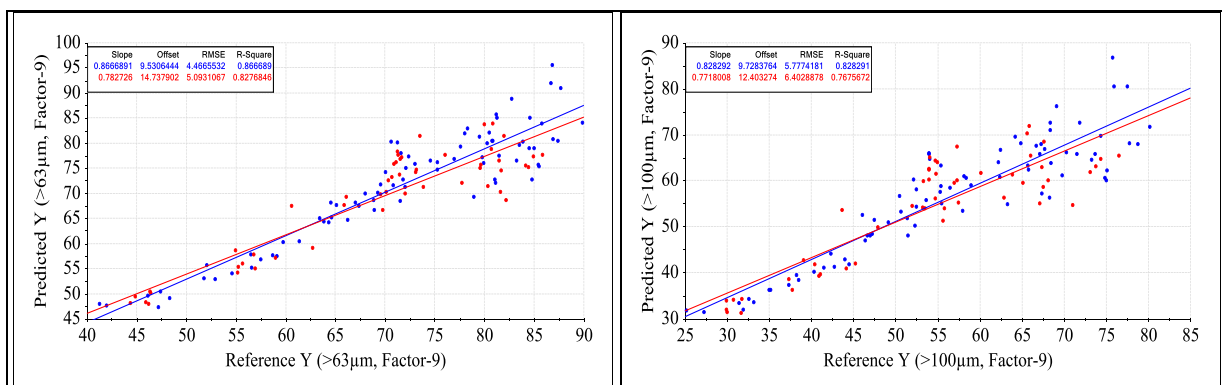 Slope Offset RMSE R-Square
0.8666891 9.5306444 4.4665532 0.866689
0.782726 14.737902 5.0931067 0.8276846
100
95
90
85
80
75
70
65
60
55
50
45
Predicted Y (>63µm, Factor-9)
40 45 50 55 60 65 70 75 80 85 90
Reference Y (>63µm, Factor-9)
Slope Offset RMSE R-Square
0.828292 9.7283764 5.7774181 0.828291
0.7718008 12.403274 6.4028878 0.7675672
90
80
70
60
50
40
30
Predicted Y (>100µm, Factor-9)
25 30 35 40 45 50 55 60 65 70 75 80 85
Reference Y (>100µm, Factor-9)